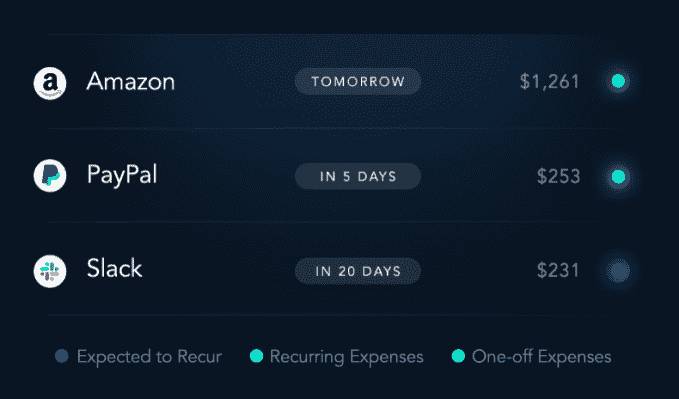 Amazon TOMORROW $1,261
PayPal IN 5 DAYS $253
Slack IN 20 DAYS $231
Expected to Recur Recurring Expenses One-off Expenses